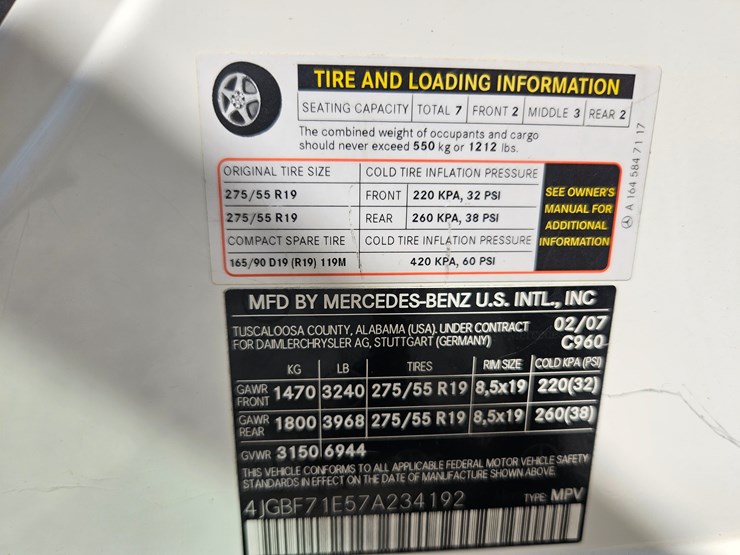 TIRE AND LOADING INFORMATION
SEATING CAPACITY TOTAL 7 FRONT 2 MIDDLE 3 REAR 2
The combined weight of occupants and cargo
should never exceed 550 kg or 1212 lbs.
ORIGINAL TIRE SIZE COLD TIRE INFLATION PRESSURE
275/55 R19 FRONT 220 KPA, 32 PSI
275/55 R19 REAR 260 KPA, 38 PSI
COMPACT SPARE TIRE COLD TIRE INFLATION PRESSURE
165/90 D19 (R19) 119M 420 KPA, 60 PSI
SEE OWNER'S
MANUAL FOR
ADDITIONAL
INFORMATION
A 164 584 71 17
MFD BY MERCEDES-BENZ U.S. INTL., INC
TUSCALOOSA COUNTY, ALABAMA (USA). UNDER CONTRACT 02/07
FOR DAIMLERCHRYSLER AG, STUTTGART (GERMANY) C960
KG LB TIRES RIM SIZE COLD KPA (PSI)
GAWR FRONT 1470 3240 275/55 R19 8,5x19 220(32)
GAWR REAR 1800 3968 275/55 R19 8,5x19 260(38)
GVWR 3150 6944
THIS VEHICLE CONFORMS TO ALL APPLICABLE FEDERAL MOTOR VEHICLE SAFETY
STANDARDS IN EFFECT ON THE DATE OF MANUFACTURE SHOWN ABOVE.
4JGBF71E57A234192 TYPE: MPV